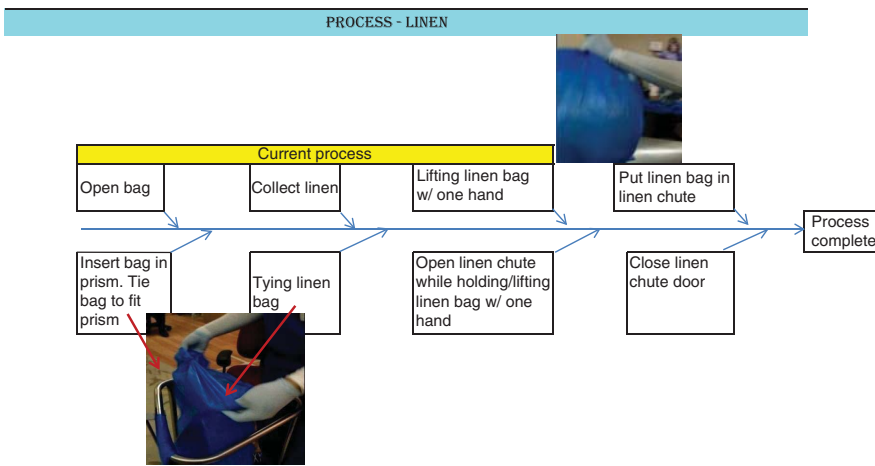 PROCESS - LINEN
Current process
Open bag
Collect linen
Lifting linen bag
w/ one hand
Put linen bag in
linen chute
Process
complete
Insert bag in
prism. Tie
bag to fit
prism
Tying linen
bag
Open linen chute
while holding/lifting
linen bag w/ one
hand
Close linen
chute door